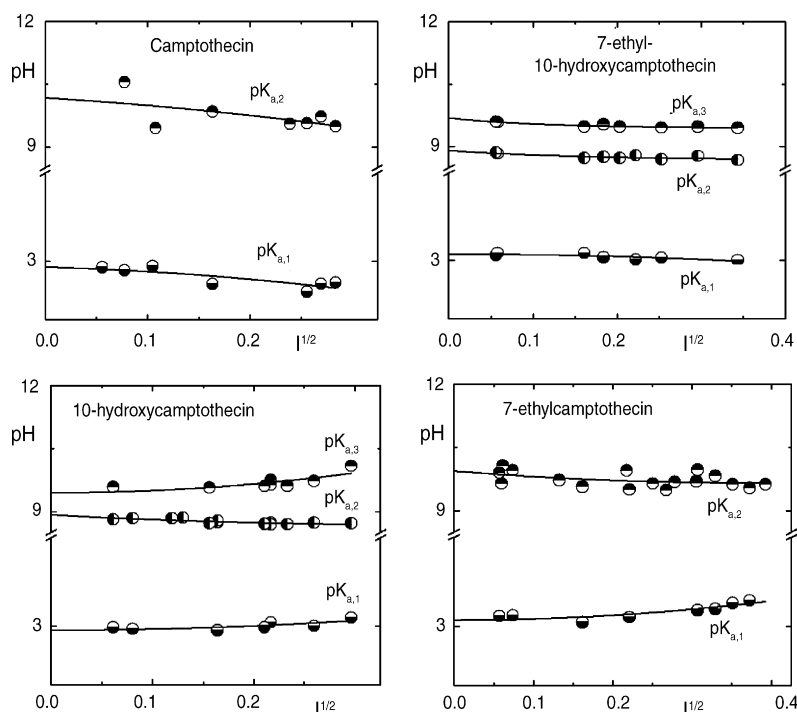 12
Camptothecin
pH
pKa,2
9
pKa,1
3
0.0 0.1 0.2 I1/2
12
7-ethyl-
10-hydroxycamptothecin
pH
pKa,3
9
pKa,2
3
pKa,1
0.0 0.1 0.2 I1/2 0.4
12
10-hydroxycamptothecin
pH
pKa,3
pKa,2
9
pKa,1
3
0.0 0.1 0.2 I1/2
12
7-ethylcamptothecin
pH
9
pKa,2
3
pKa,1
0.0 0.1 0.2 0.3 I1/2 0.4